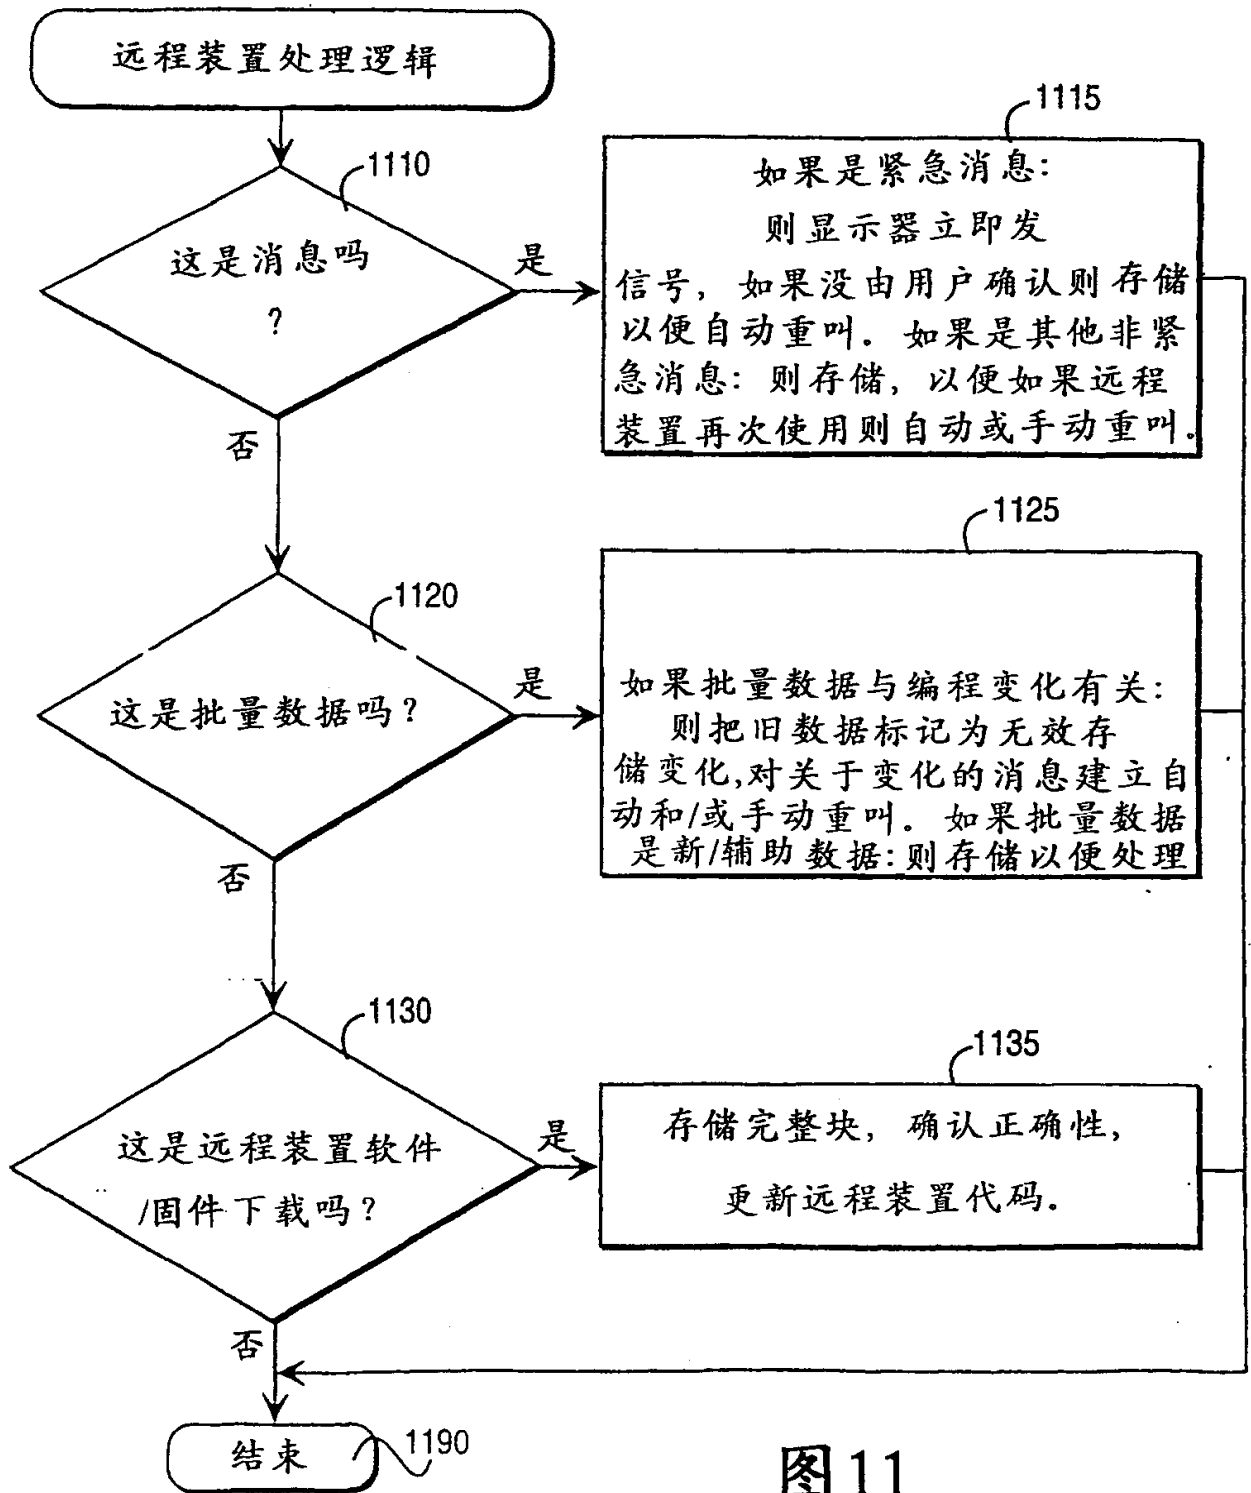 远程装置处理逻辑
1110
这是消息吗
?
是
否
1115
如果是紧急消息:
则显示器立即发
信号, 如果没由用户确认则存储
以便自动重叫. 如果是其他非紧
急消息: 则存储, 以便如果远程
装置再次使用则自动或手动重叫.
1120
这是批量数据吗?
是
否
1125
如果批量数据与编程变化有关:
则把旧数据标记为无效存
储变化,对关于变化的消息建立自
动和/或手动重叫. 如果批量数据
是新/辅助数据:则存储以便处理
1130
这是远程装置软件
/固件下载吗?
是
否
1135
存储完整块, 确认正确性,
更新远程装置代码.
结束
1190
图11